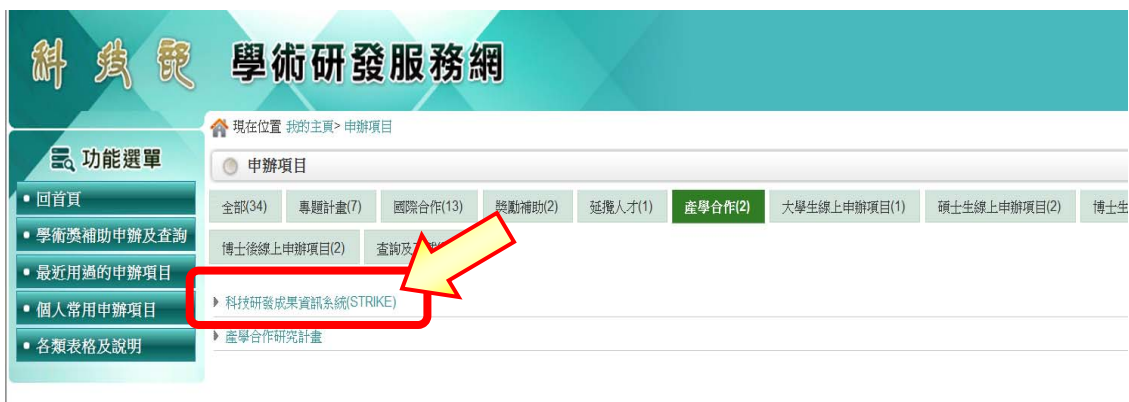 科技部 學術研發服務網
現在位置 我的主頁> 申辦項目
功能選單
申辦項目
回首頁
全部(34) 專題計畫(7) 國際合作(13) 獎勵補助(2) 延攬人才(1) 產學合作(2) 大學生線上申辦項目(1) 碩士生線上申辦項目(2) 博士生
學術獎補助申辦及查詢
博士後線上申辦項目(2) 查詢及
最近用過的申辦項目
個人常用申辦項目
科技研發成果資訊系統(STRIKE)
各類表格及說明
產學合作研究計畫